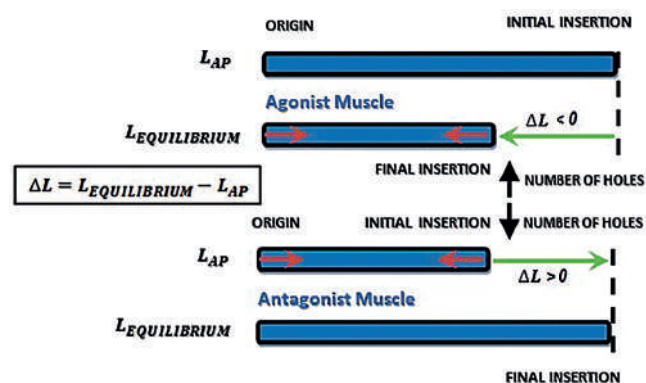 ORIGIN INITIAL INSERTION
L_AP
Agonist Muscle
L_EQUILIBRIUM ΔL < 0
FINAL INSERTION
ΔL = L_EQUILIBRIUM − L_AP
NUMBER OF HOLES
NUMBER OF HOLES
ORIGIN INITIAL INSERTION
L_AP
ΔL > 0
Antagonist Muscle
L_EQUILIBRIUM
FINAL INSERTION